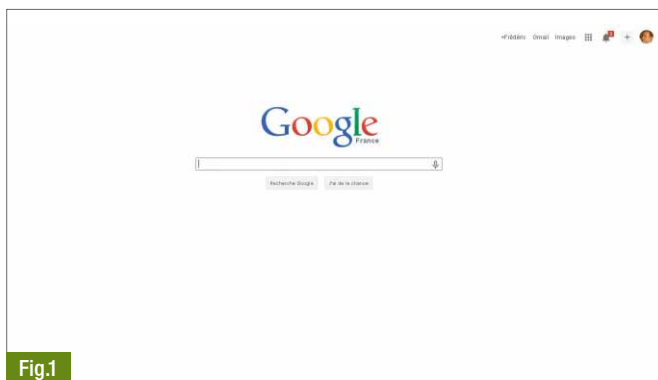 +Frédéric Gmail Images
Google
France
Recherche Google J'ai de la chance
Fig.1